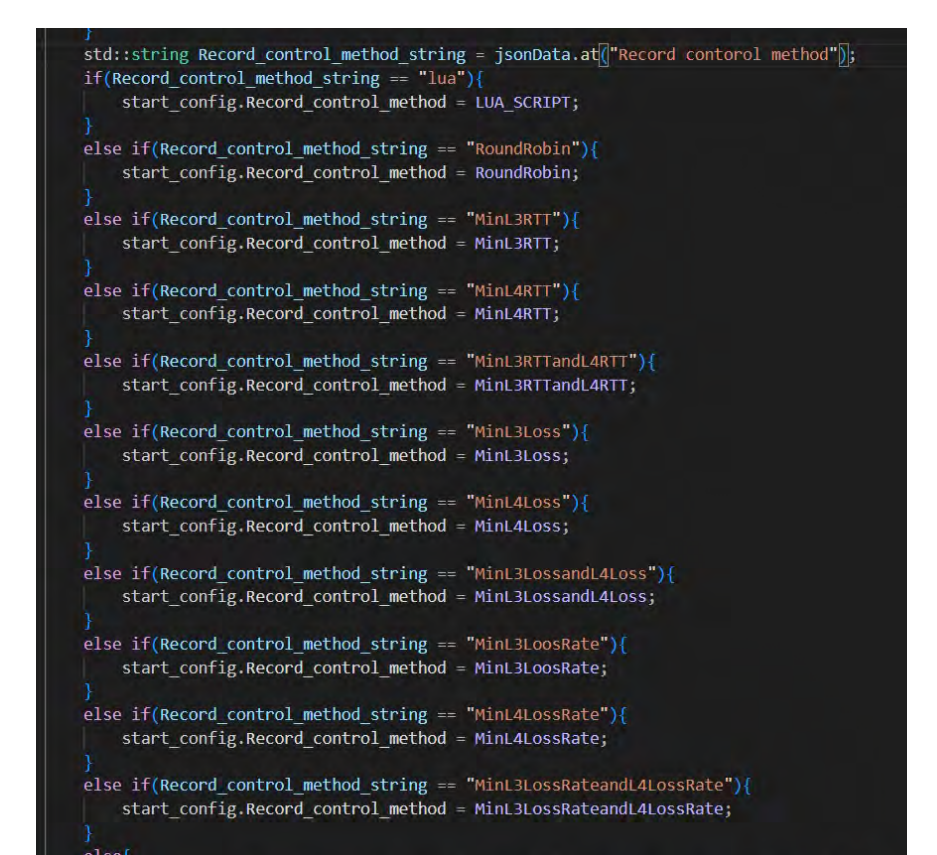 }
std::string Record_control_method_string = jsonData.at("Record contorol method");
if(Record_control_method_string == "lua"){
start_config.Record_control_method = LUA_SCRIPT;
}
else if(Record_control_method_string == "RoundRobin"){
start_config.Record_control_method = RoundRobin;
}
else if(Record_control_method_string == "MinL3RTT"){
start_config.Record_control_method = MinL3RTT;
}
else if(Record_control_method_string == "MinL4RTT"){
start_config.Record_control_method = MinL4RTT;
}
else if(Record_control_method_string == "MinL3RTTandL4RTT"){
start_config.Record_control_method = MinL3RTTandL4RTT;
}
else if(Record_control_method_string == "MinL3Loss"){
start_config.Record_control_method = MinL3Loss;
}
else if(Record_control_method_string == "MinL4Loss"){
start_config.Record_control_method = MinL4Loss;
}
else if(Record_control_method_string == "MinL3LossandL4Loss"){
start_config.Record_control_method = MinL3LossandL4Loss;
}
else if(Record_control_method_string == "MinL3LoosRate"){
start_config.Record_control_method = MinL3LoosRate;
}
else if(Record_control_method_string == "MinL4LossRate"){
start_config.Record_control_method = MinL4LossRate;
}
else if(Record_control_method_string == "MinL3LossRateandL4LossRate"){
start_config.Record_control_method = MinL3LossRateandL4LossRate;
}
else{